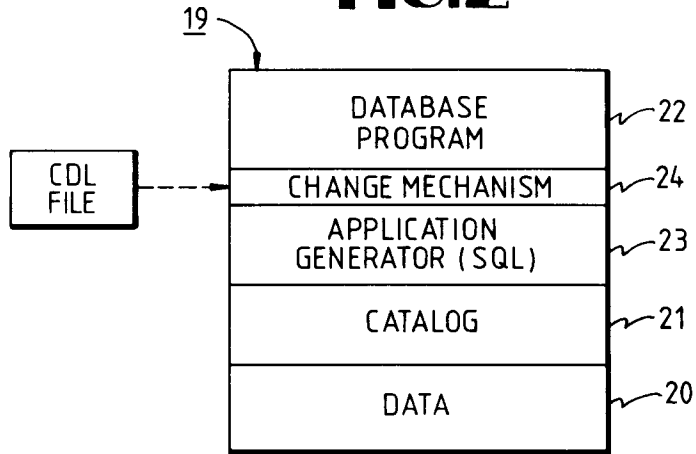 19
DATABASE
PROGRAM
22
CDL
FILE
CHANGE MECHANISM
24
APPLICATION
GENERATOR (SQL)
23
CATALOG
21
DATA
20